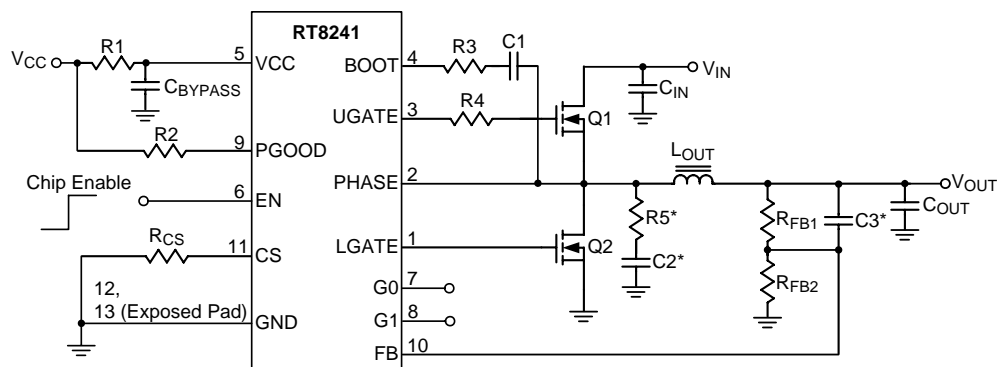 RT8241
VCC
R1
5
VCC
CBYPASS
R2
9
PGOOD
Chip Enable
6
EN
RCS
11
CS
12,
13 (Exposed Pad)
GND
BOOT
4
R3
C1
UGATE
3
R4
Q1
VIN
CIN
PHASE
2
LOUT
VOUT
COUT
R5*
C2*
RFB1
C3*
RFB2
LGATE
1
Q2
G0
7
G1
8
FB
10